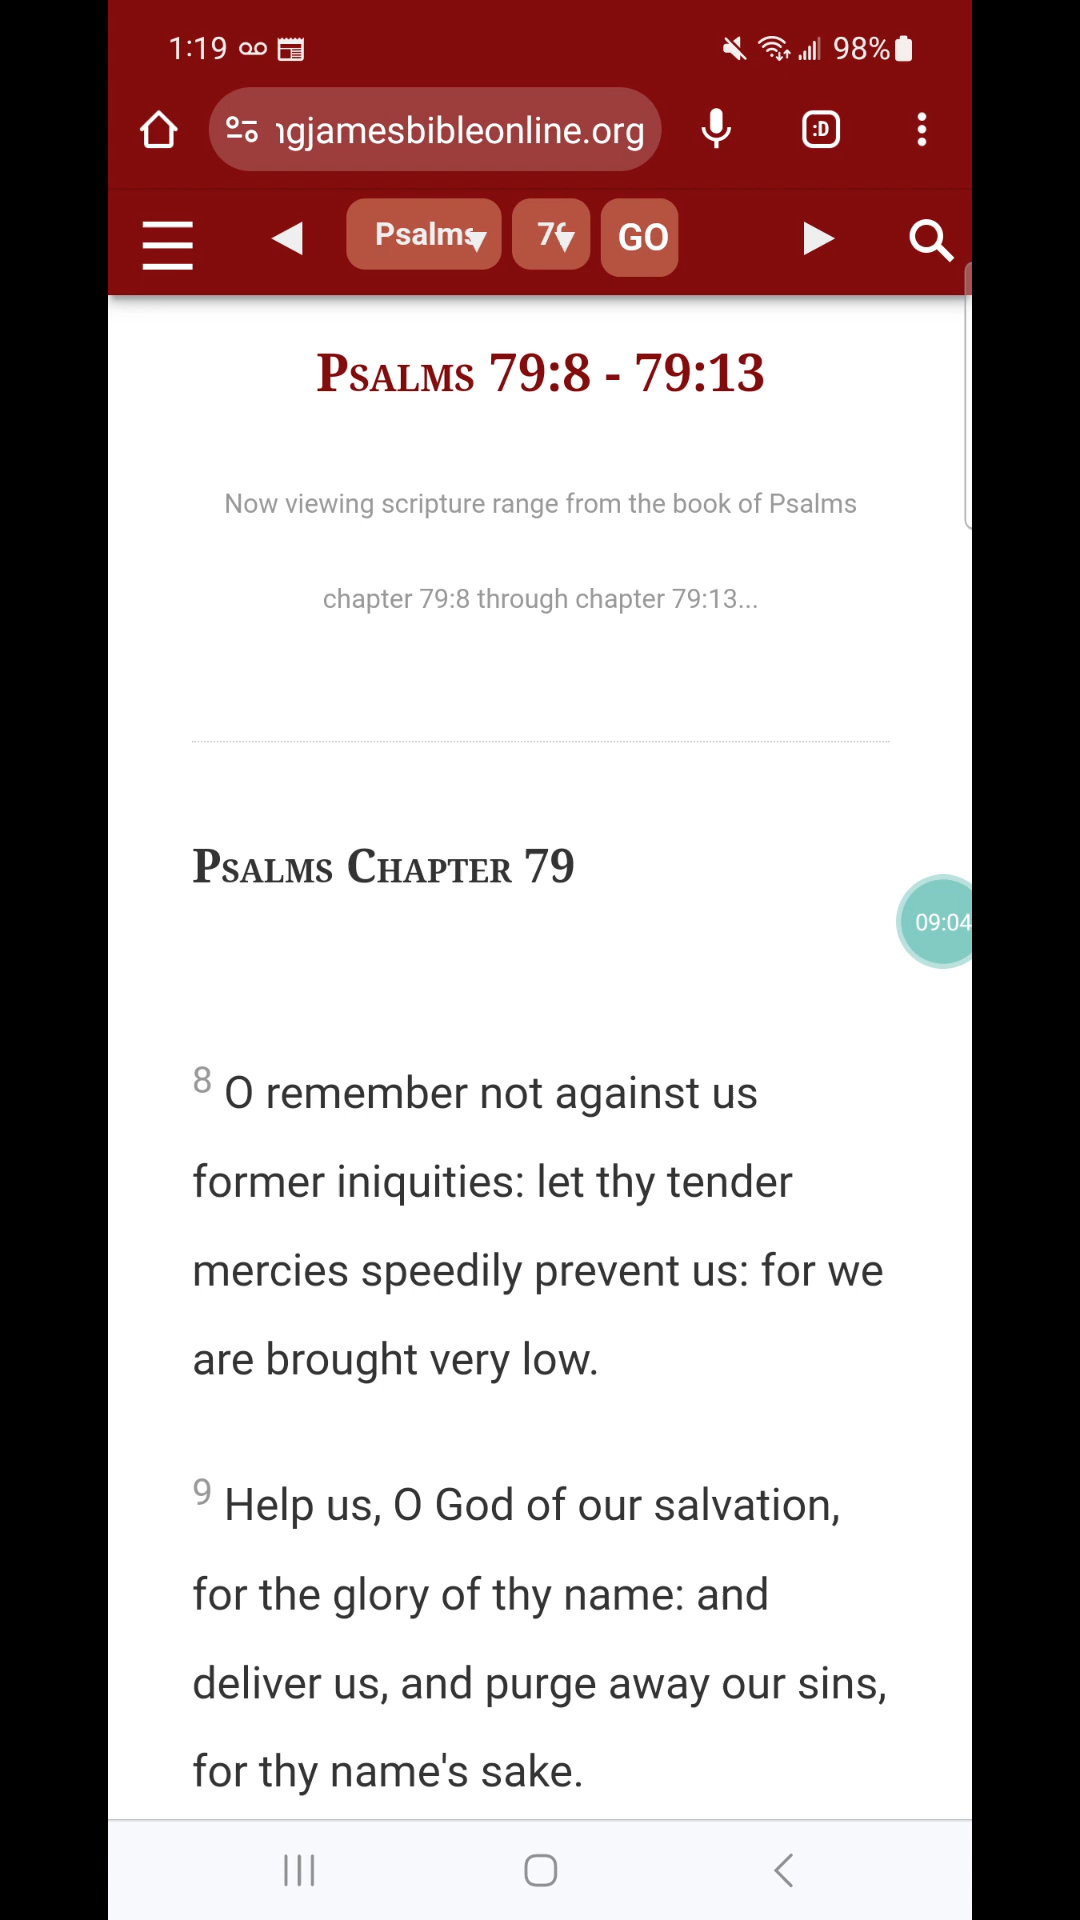 1:19 98%
ngjamesbibleonline.org :D
Psalms GO
PSALMS 79:8 - 79:13
Now viewing scripture range from the book of Psalms
chapter 79:8 through chapter 79:13...
PSALMS CHAPTER 79
09:04
8 O remember not against us
former iniquities: let thy tender
mercies speedily prevent us: for we
are brought very low.
9 Help us, O God of our salvation,
for the glory of thy name: and
deliver us, and purge away our sins,
for thy name's sake.